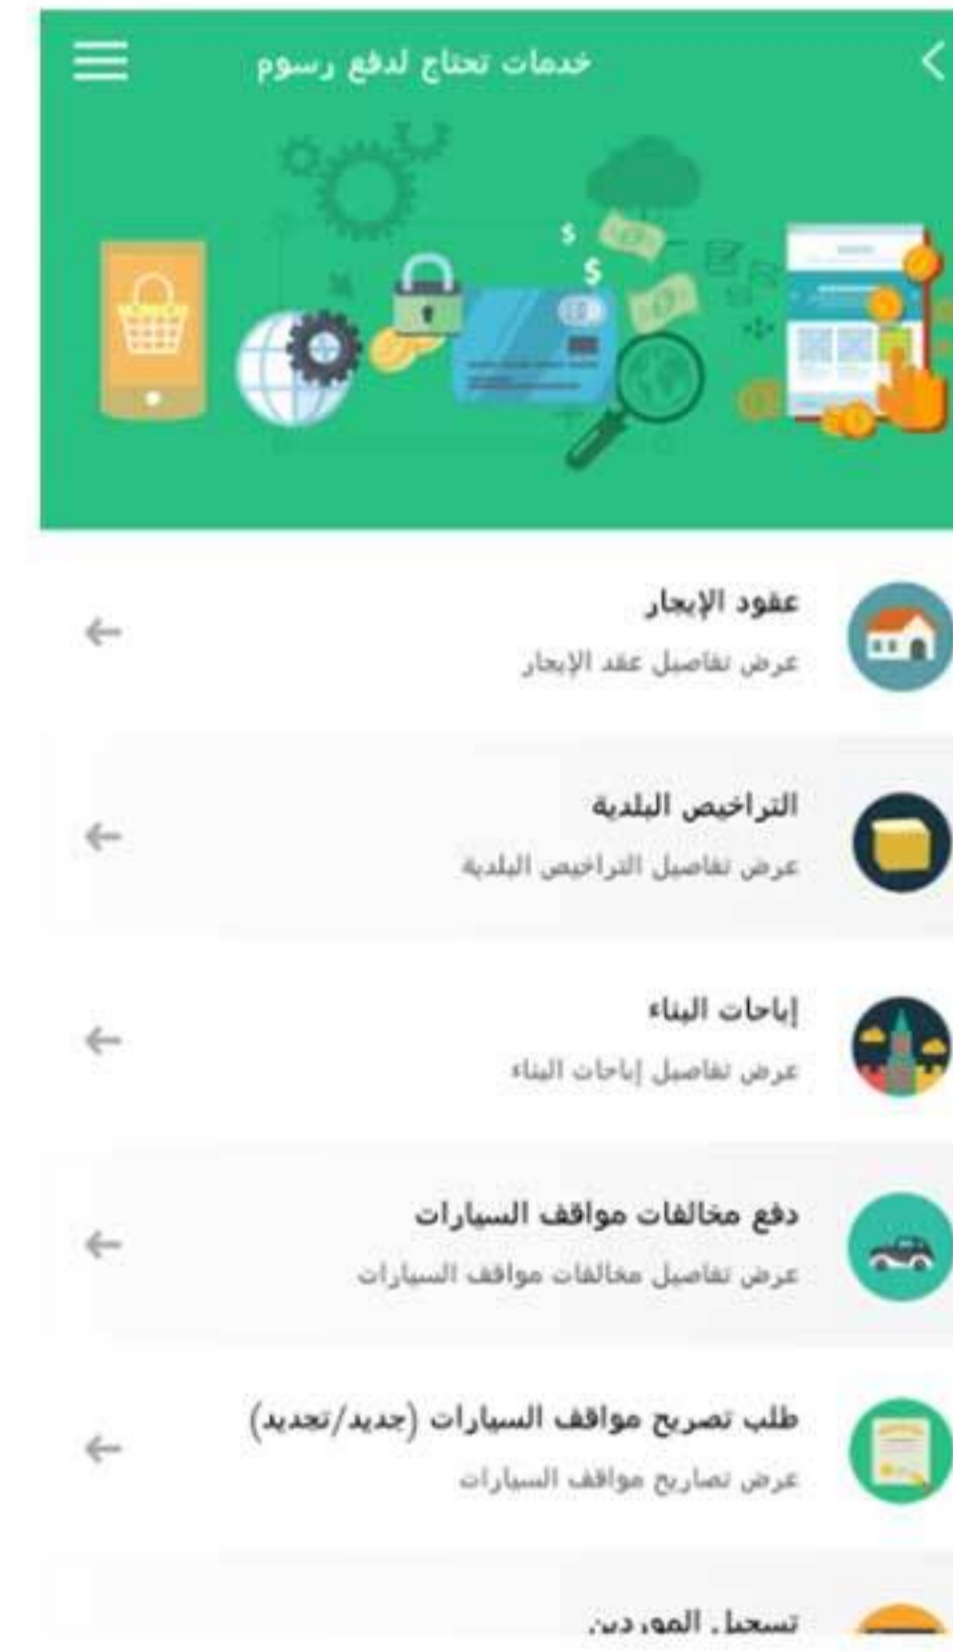 خدمات تحتاج لدفع رسوم
$
$
عقود الإيجار
عرض تفاصيل عقد الإيجار
التراخيص البلدية
عرض تفاصيل التراخيص البلدية
إباحات البناء
عرض تفاصيل إباحات البناء
دفع مخالفات مواقف السيارات
عرض تفاصيل مخالفات مواقف السيارات
طلب تصريح مواقف السيارات (جديد/تجديد)
عرض تصاريح مواقف السيارات
تسجيل الموردين